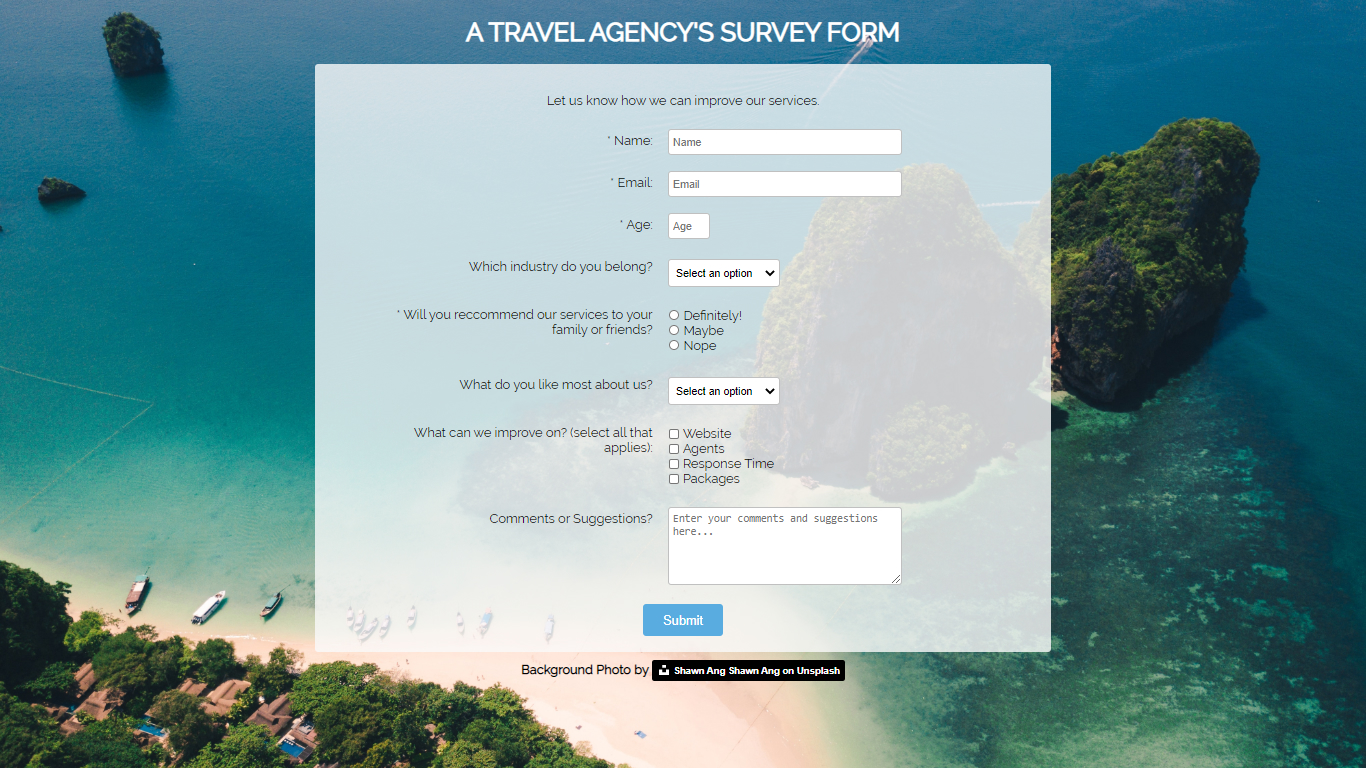 A TRAVEL AGENCY'S SURVEY FORM
Let us know how we can improve our services.
* Name:
Name
* Email:
Email
* Age:
Age
Which industry do you belong?
Select an option
* Will you reccommend our services to your
family or friends?
Definitely!
Maybe
Nope
What do you like most about us?
Select an option
What can we improve on? (select all that
applies):
Website
Agents
Response Time
Packages
Comments or Suggestions?
Enter your comments and suggestions
here...
Submit
Background Photo by Shawn Ang Shawn Ang on Unsplash